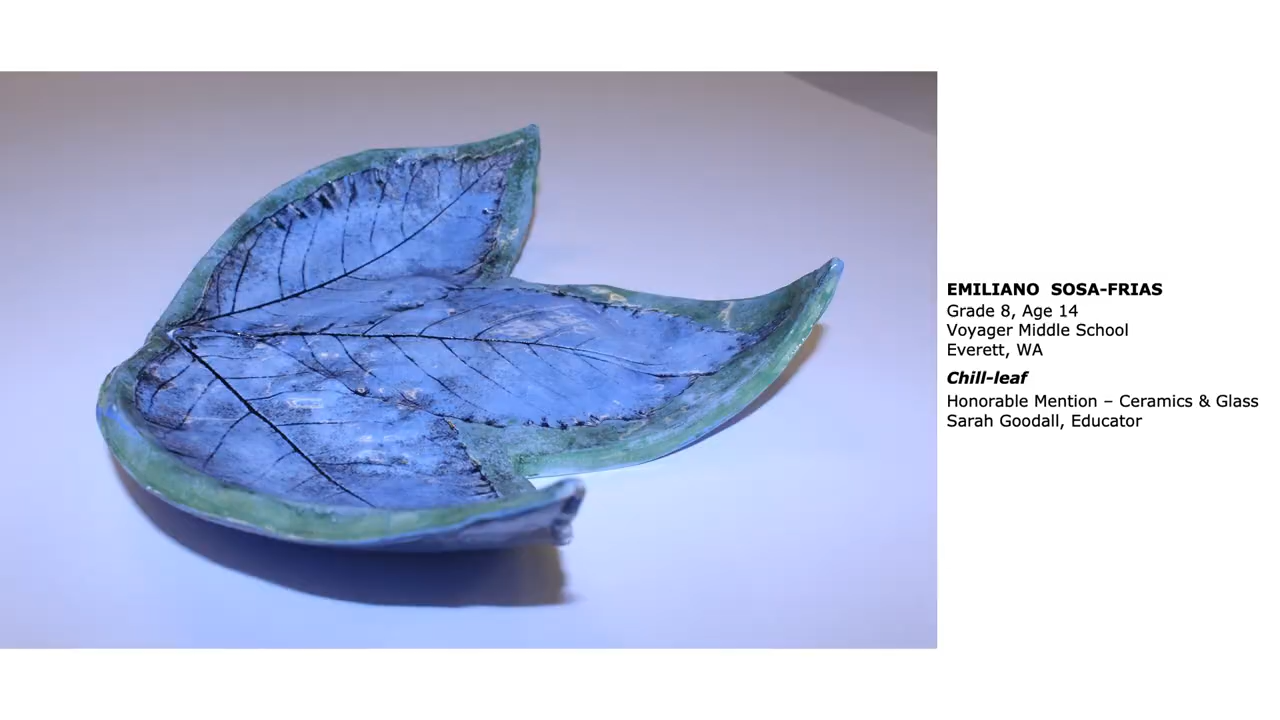 EMILIANO SOSA-FRIAS
Grade 8, Age 14
Voyager Middle School
Everett, WA
Chill-leaf
Honorable Mention – Ceramics & Glass
Sarah Goodall, Educator